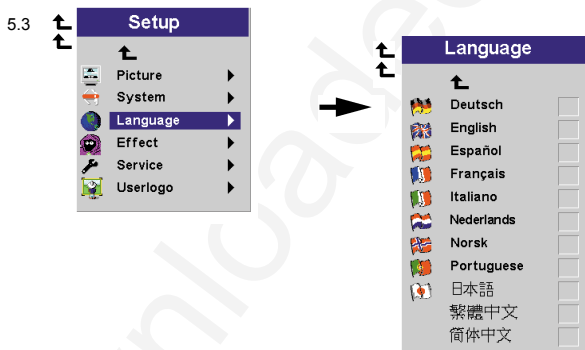 5.3
Setup
Picture
System
Language
Effect
Service
Userlogo
Language
Deutsch
English
Español
Français
Italiano
Nederlands
Norsk
Portuguese
日本語
繁體中文
简体中文